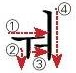 ① ④
ㅝ
② ③